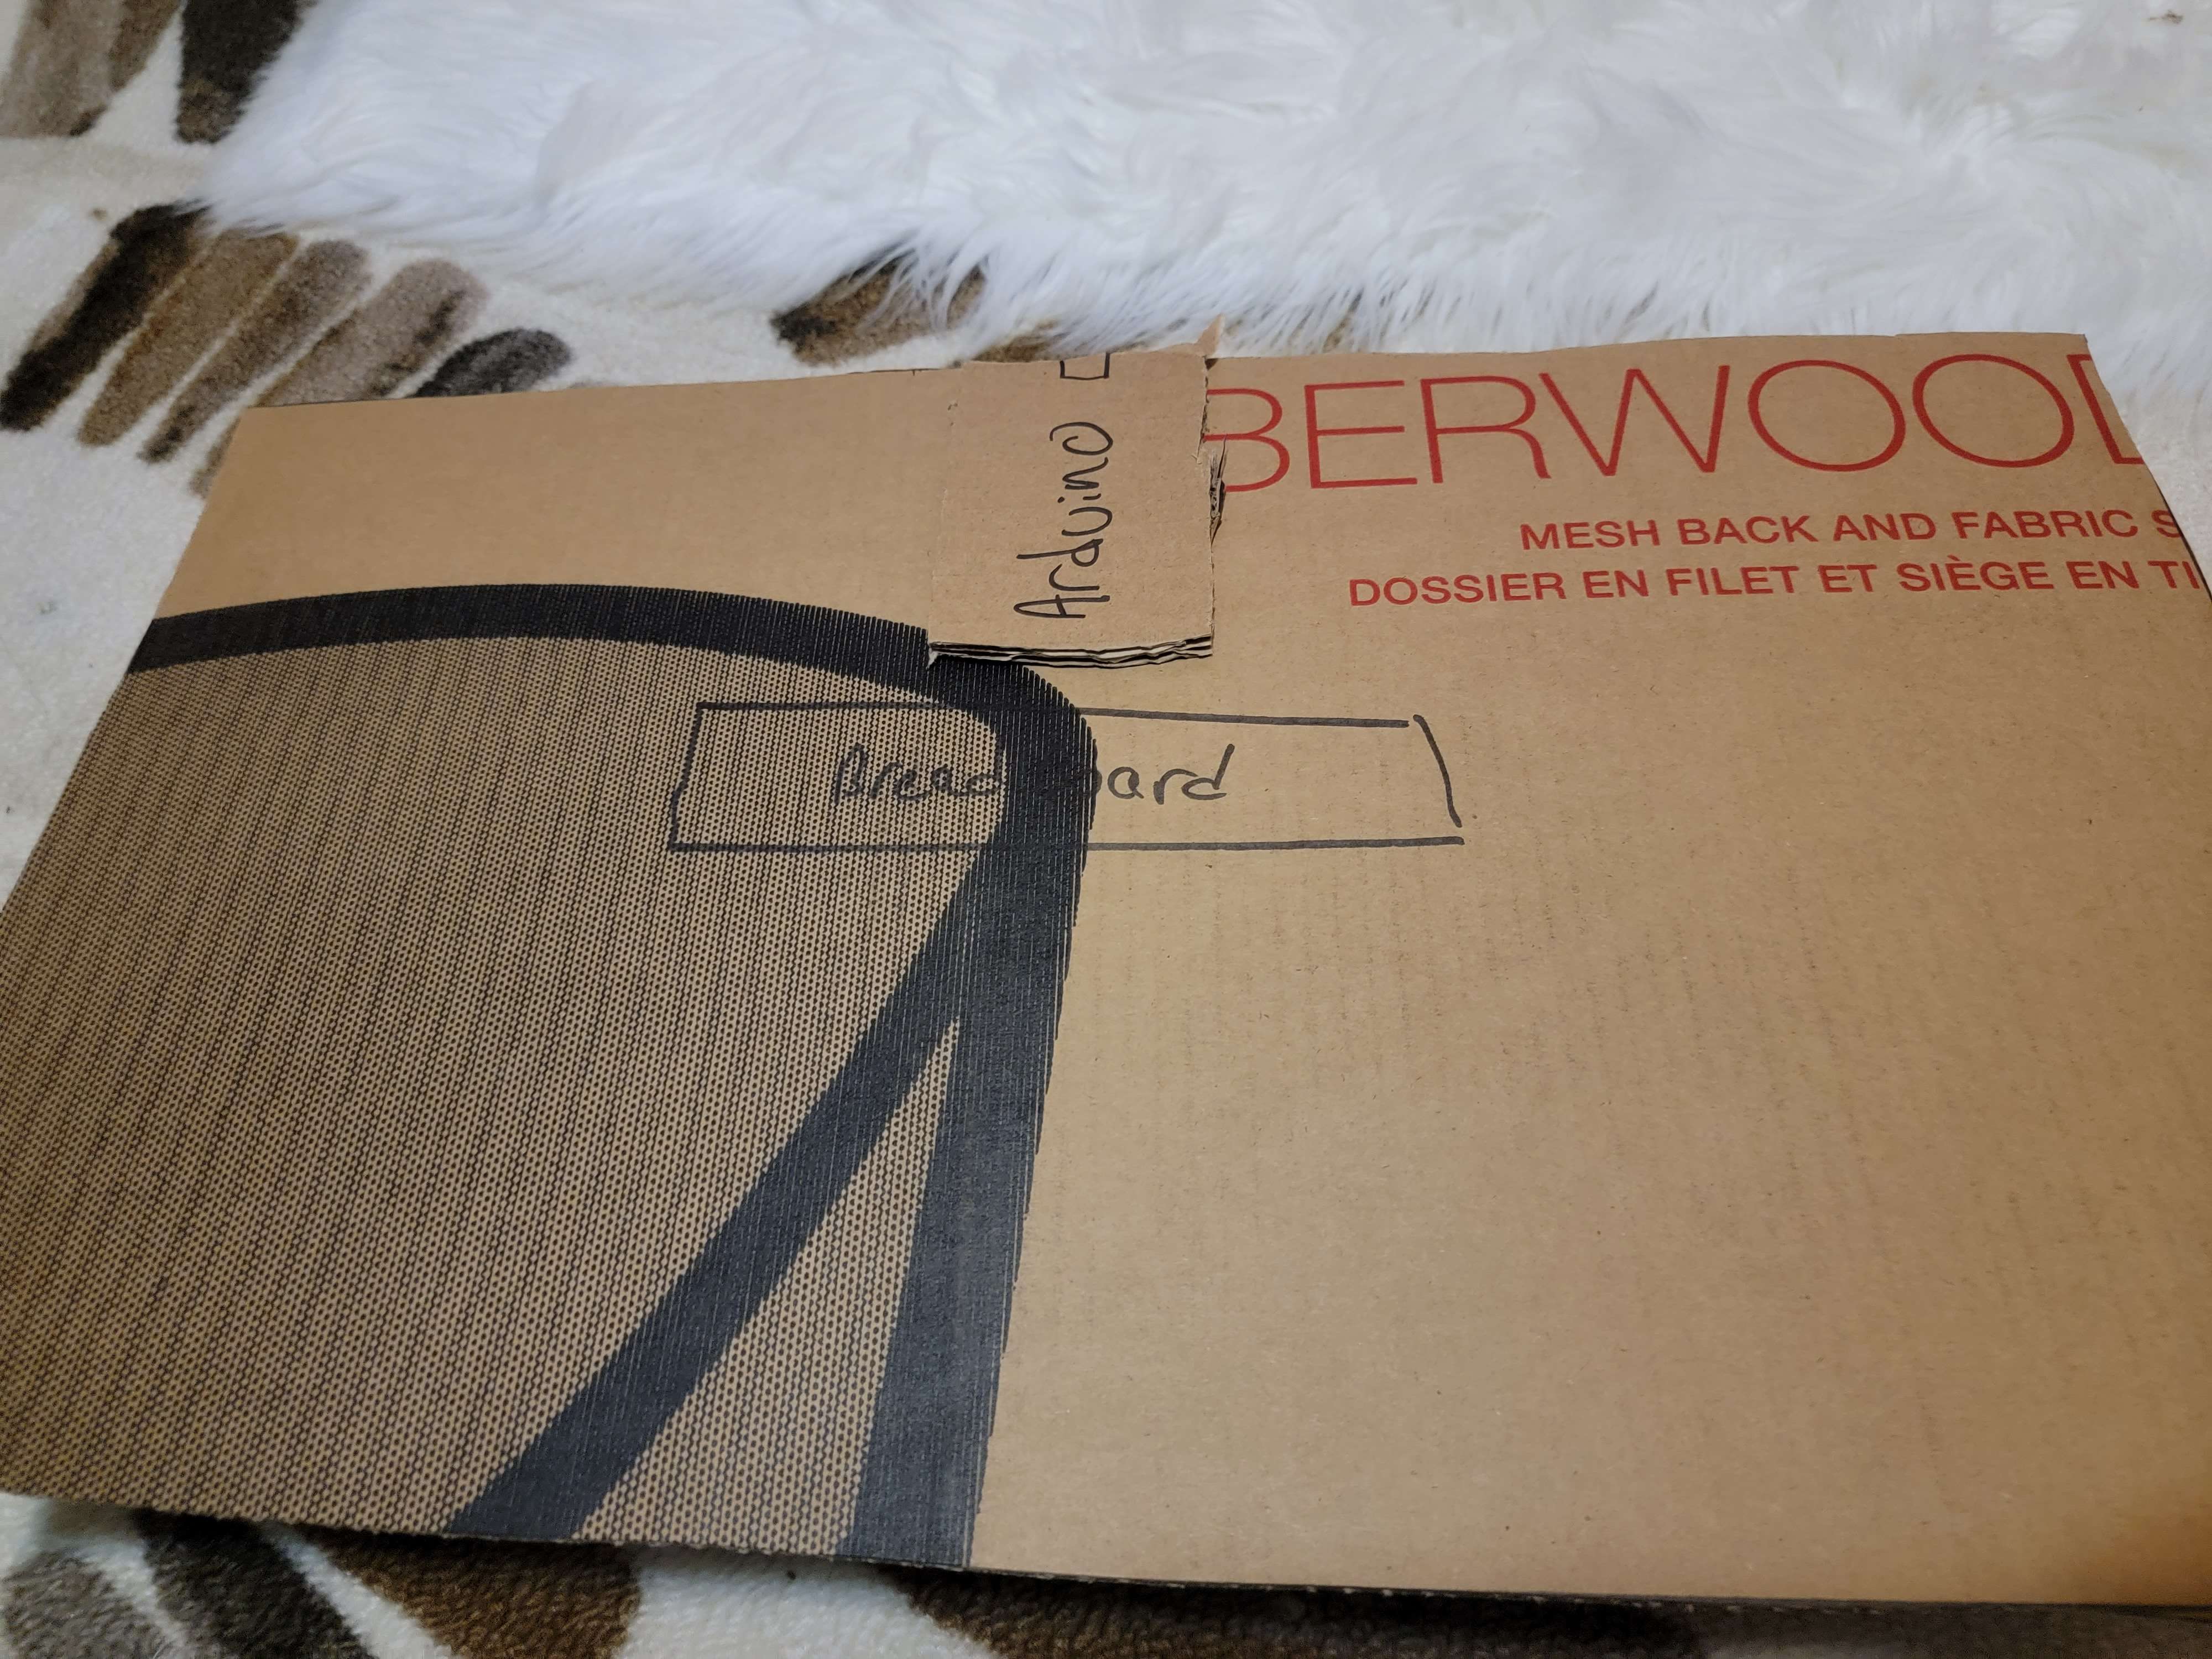 Arduino
BERWOOD
MESH BACK AND FABRIC S
DOSSIER EN FILET ET SIÈGE EN TI
Breadboard